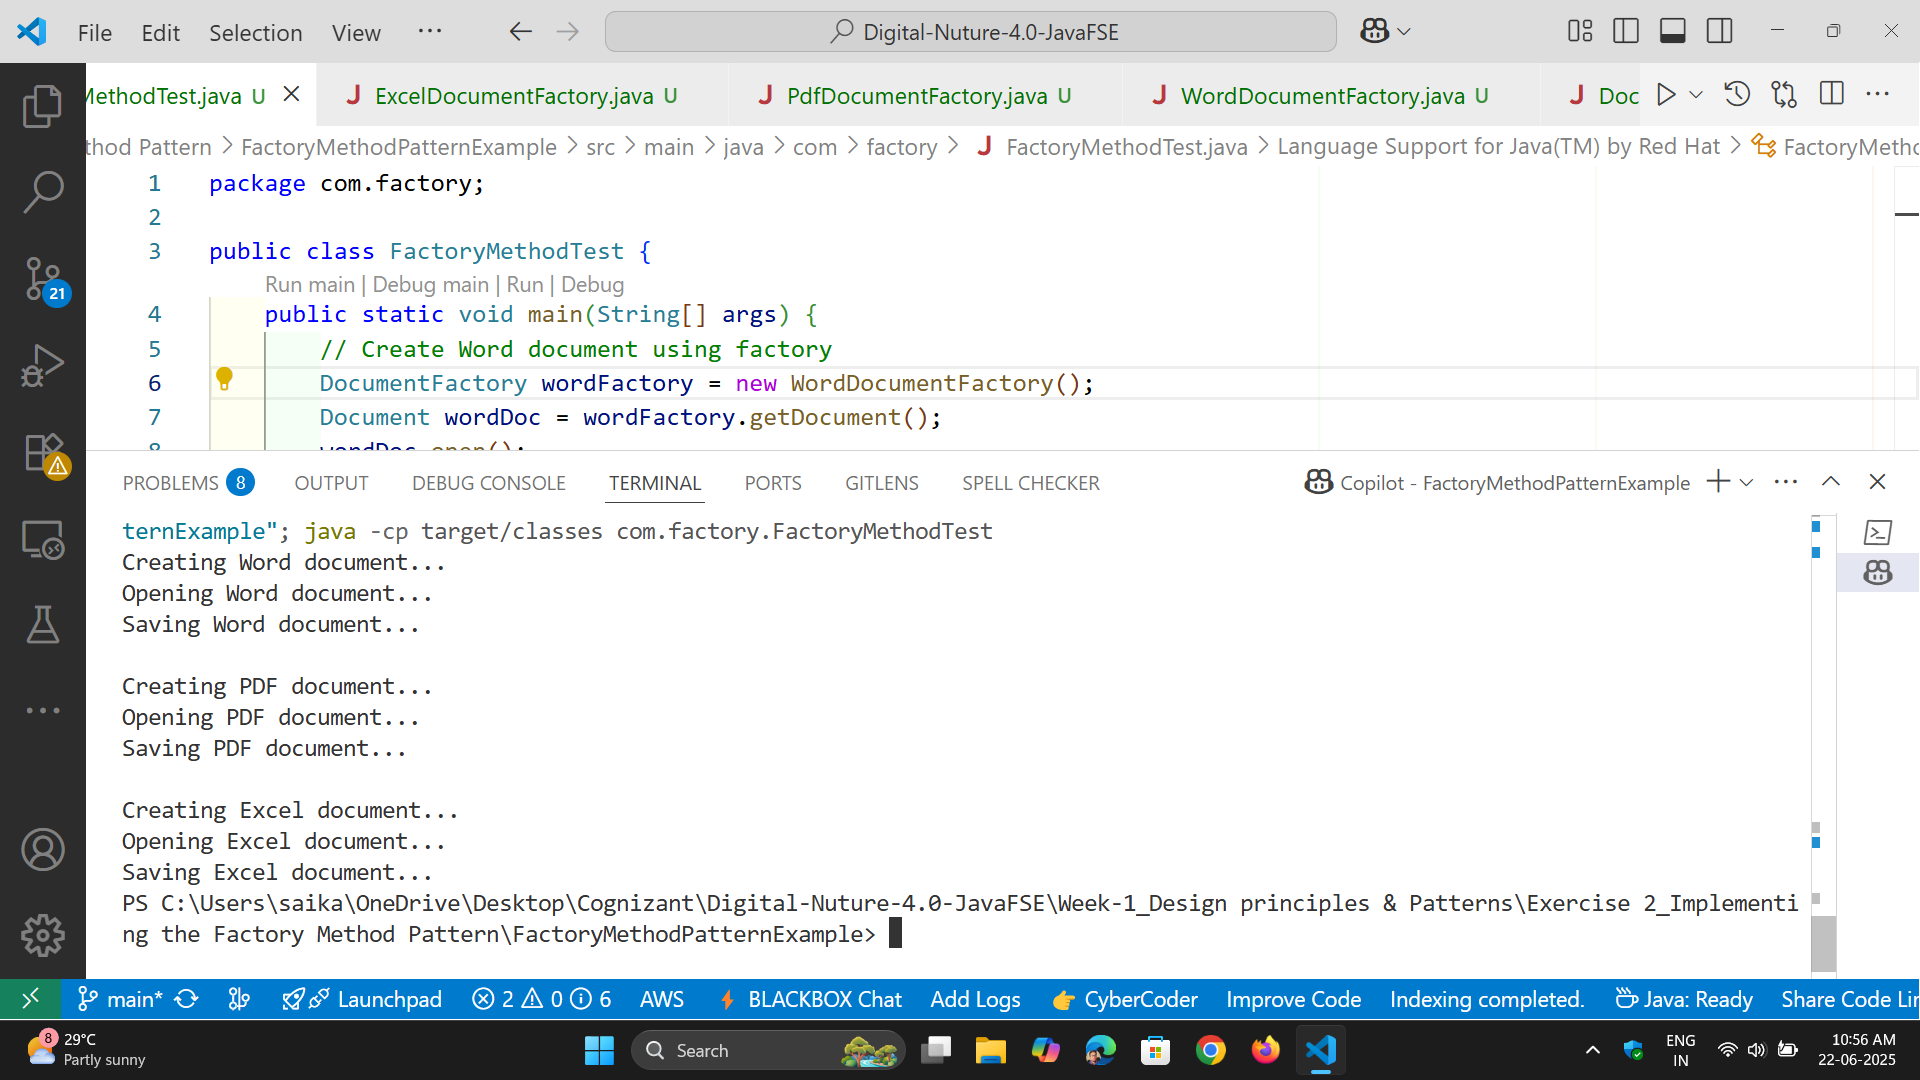 File Edit Selection View ··· Digital-Nuture-4.0-JavaFSE
MethodTest.java U ExcelDocumentFactory.java U PdfDocumentFactory.java U WordDocumentFactory.java U Doc
thod Pattern > FactoryMethodPatternExample > src > main > java > com > factory > FactoryMethodTest.java > Language Support for Java(TM) by Red Hat > FactoryMetho
1 package com.factory;
2
3 public class FactoryMethodTest {
Run main | Debug main | Run | Debug
4 public static void main(String[] args) {
5 // Create Word document using factory
6 DocumentFactory wordFactory = new WordDocumentFactory();
7 Document wordDoc = wordFactory.getDocument();
8 wordDoc.open();
21
PROBLEMS 8 OUTPUT DEBUG CONSOLE TERMINAL PORTS GITLENS SPELL CHECKER Copilot - FactoryMethodPatternExample
ternExample"; java -cp target/classes com.factory.FactoryMethodTest
Creating Word document...
Opening Word document...
Saving Word document...
Creating PDF document...
Opening PDF document...
Saving PDF document...
Creating Excel document...
Opening Excel document...
Saving Excel document...
PS C:\Users\saika\OneDrive\Desktop\Cognizant\Digital-Nuture-4.0-JavaFSE\Week-1_Design principles & Patterns\Exercise 2_Implementi
ng the Factory Method Pattern\FactoryMethodPatternExample>
main* Launchpad 2 0 6 AWS BLACKBOX Chat Add Logs CyberCoder Improve Code Indexing completed. Java: Ready Share Code Lin
8 29°C
Partly sunny
Search
ENG
IN
10:56 AM
22-06-2025